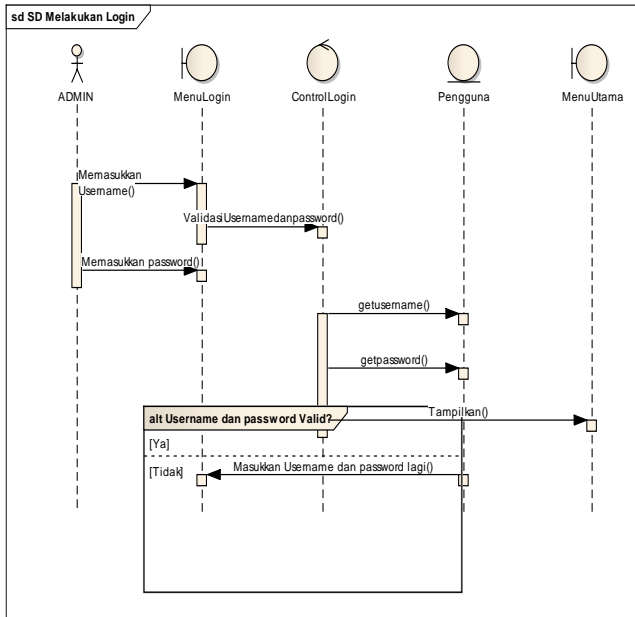 sd SD Melakukan Login
ADMIN
MenuLogin
ControlLogin
Pengguna
MenuUtama
Memasukkan
Username()
ValidasiUsernamedanpassword()
Memasukkan password()
getusername()
getpassword()
Tampilkan()
alt Username dan password Valid?
[Ya]
[Tidak]
Masukkan Username dan password lagi()